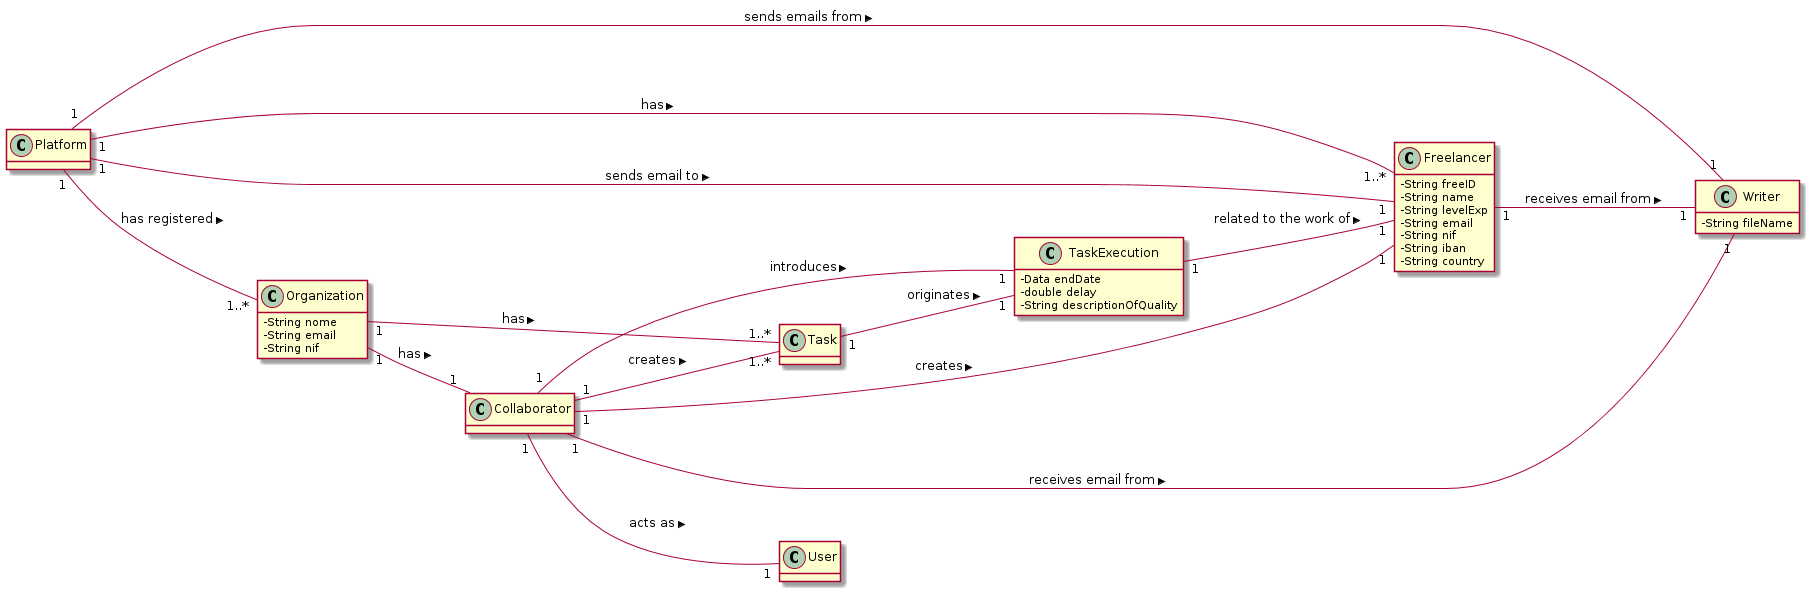 sends emails from ▶
1
has ▶
C Platform
1
1
1
sends email to ▶
1..*
1
C Freelancer
-String freeID
-String name
-String levelExp
-String email
-String nif
-String iban
-String country
1
receives email from ▶
1
1
C Writer
-String fileName
1
has registered ▶
1..*
related to the work of ▶
1
1
1
C TaskExecution
-Data endDate
-double delay
-String descriptionOfQuality
introduces ▶
1
originates ▶
1
C Organization
-String nome
-String email
-String nif
1
has ▶
1..*
1
has ▶
1
C Task
1
creates ▶
1..*
creates ▶
1
1
1
C Collaborator
1
1
receives email from ▶
acts as ▶
C User
1